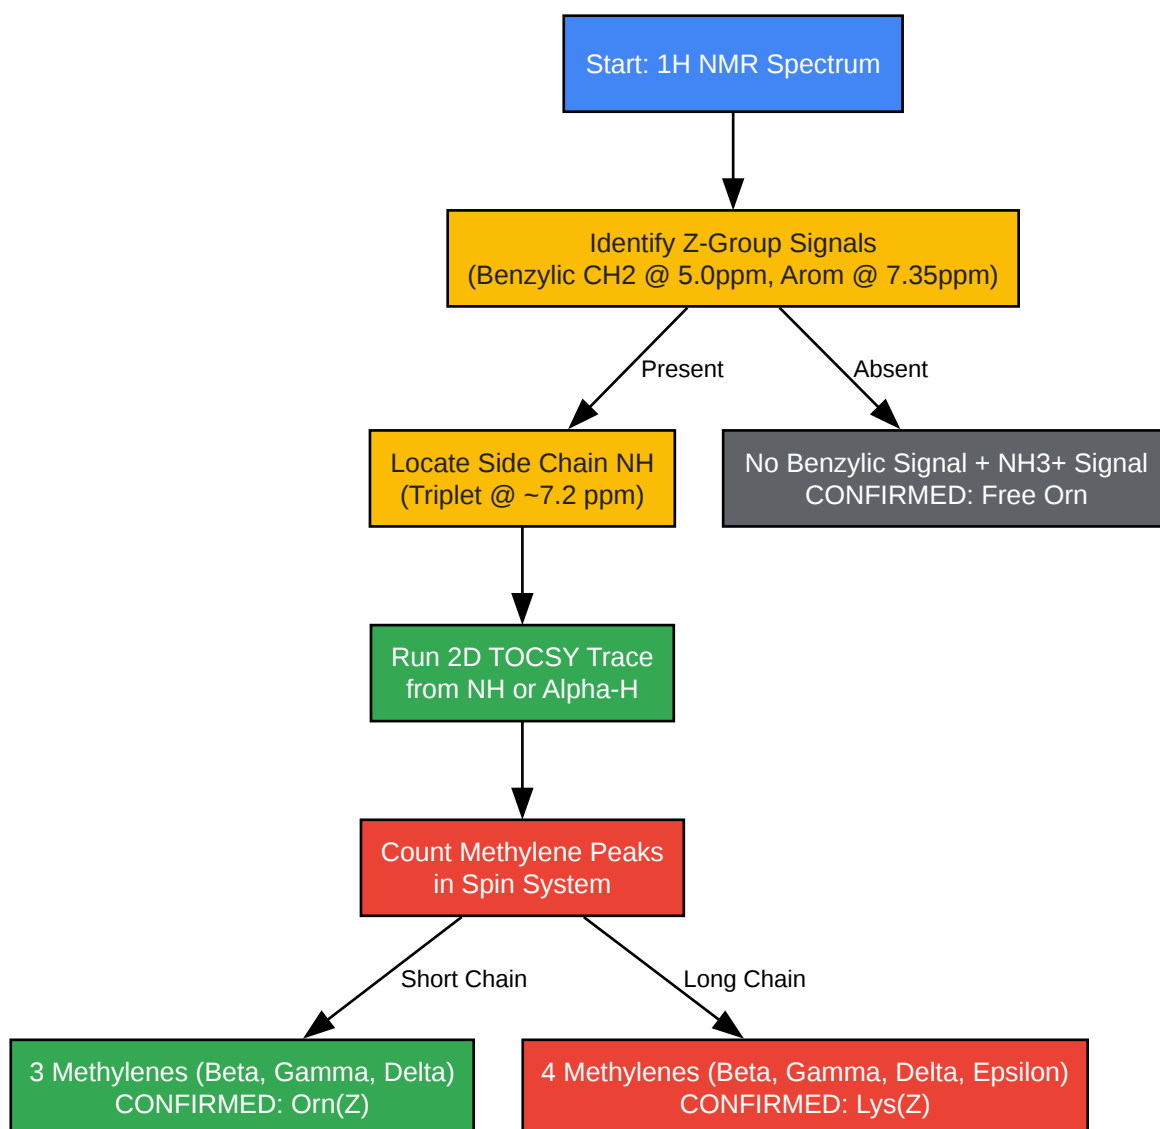 Start: 1H NMR Spectrum
Identify Z-Group Signals
(Benzylic CH2 @ 5.0ppm, Arom @ 7.35ppm)
Present
Absent
Locate Side Chain NH
(Triplet @ ~7.2 ppm)
No Benzylic Signal + NH3+ Signal
CONFIRMED: Free Orn
Run 2D TOCSY Trace
from NH or Alpha-H
Count Methylene Peaks
in Spin System
Short Chain
Long Chain
3 Methylenes (Beta, Gamma, Delta)
CONFIRMED: Orn(Z)
4 Methylenes (Beta, Gamma, Delta, Epsilon)
CONFIRMED: Lys(Z)